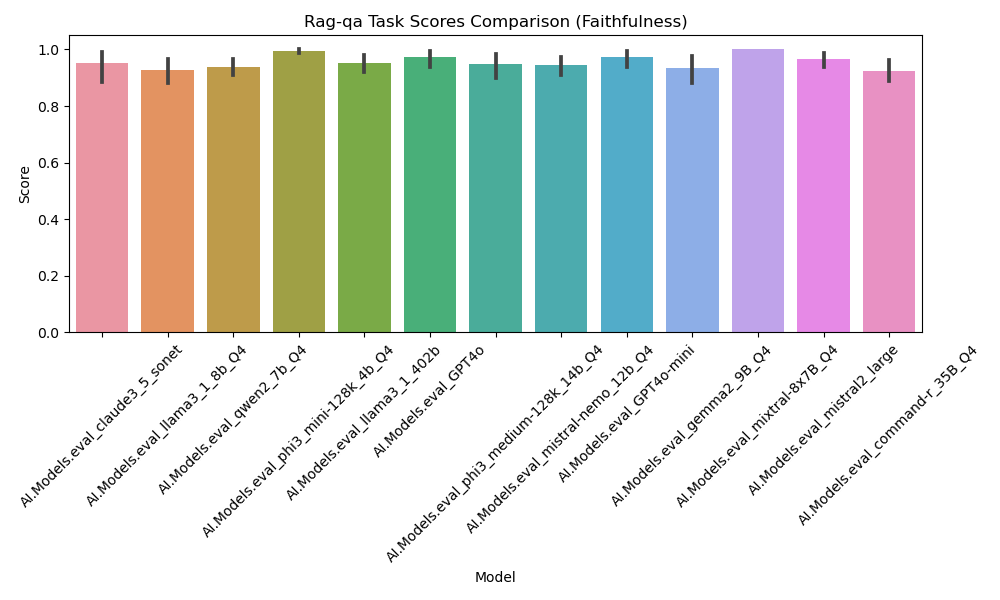 Rag-qa Task Scores Comparison (Faithfulness)
1.0
0.8
0.6
0.4
0.2
0.0
Score
AI.Models.eval_claude3_5_sonet
AI.Models.eval_llama3_1_8b_Q4
AI.Models.eval_qwen2_7b_Q4
AI.Models.eval_phi3_mini-128k_4b_Q4
AI.Models.eval_llama3_1_402b
AI.Models.eval_GPT4o
AI.Models.eval_phi3_medium-128k_14b_Q4
AI.Models.eval_mistral-nemo_12b_Q4
AI.Models.eval_GPT4o-mini
AI.Models.eval_gemma2_9B_Q4
AI.Models.eval_mixtral-8x7B_Q4
AI.Models.eval_mistral2_large
AI.Models.eval_command-r_35B_Q4
Model